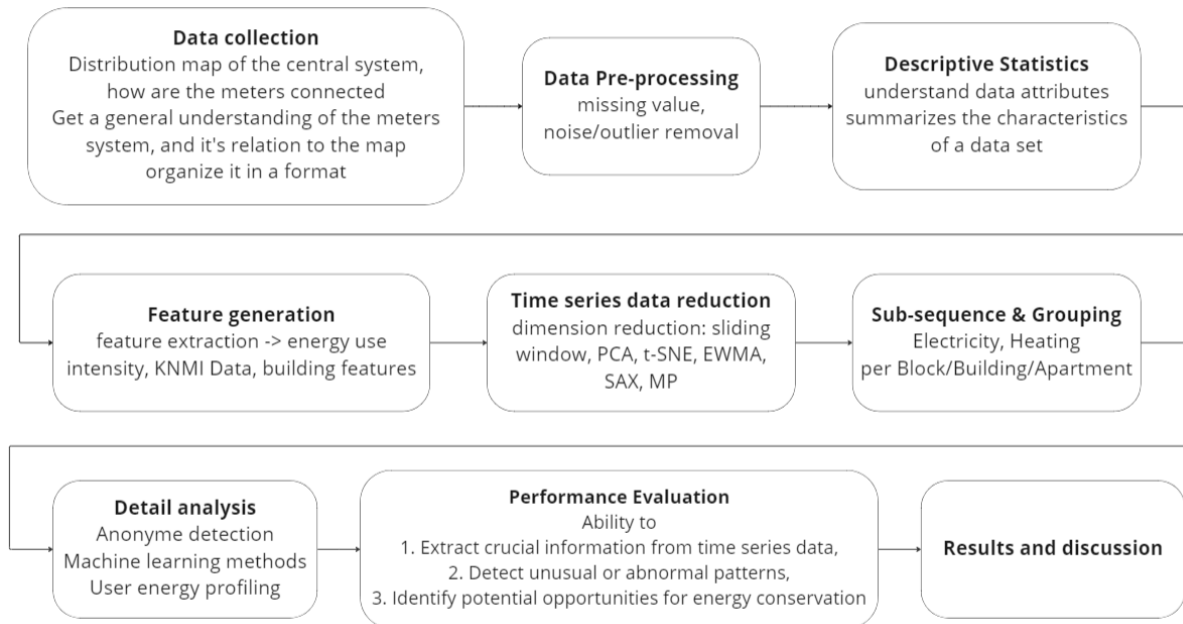 Data collection
Distribution map of the central system,
how are the meters connected
Get a general understanding of the meters
system, and it's relation to the map
organize it in a format
Data Pre-processing
missing value,
noise/outlier removal
Descriptive Statistics
understand data attributes
summarizes the characteristics
of a data set
Feature generation
feature extraction -> energy use
intensity, KNMI Data, building features
Time series data reduction
dimension reduction: sliding
window, PCA, t-SNE, EWMA,
SAX, MP
Sub-sequence & Grouping
Electricity, Heating
per Block/Building/Apartment
Detail analysis
Anonyme detection
Machine learning methods
User energy profiling
Performance Evaluation
Ability to
1. Extract crucial information from time series data,
2. Detect unusual or abnormal patterns,
3. Identify potential opportunities for energy conservation
Results and discussion